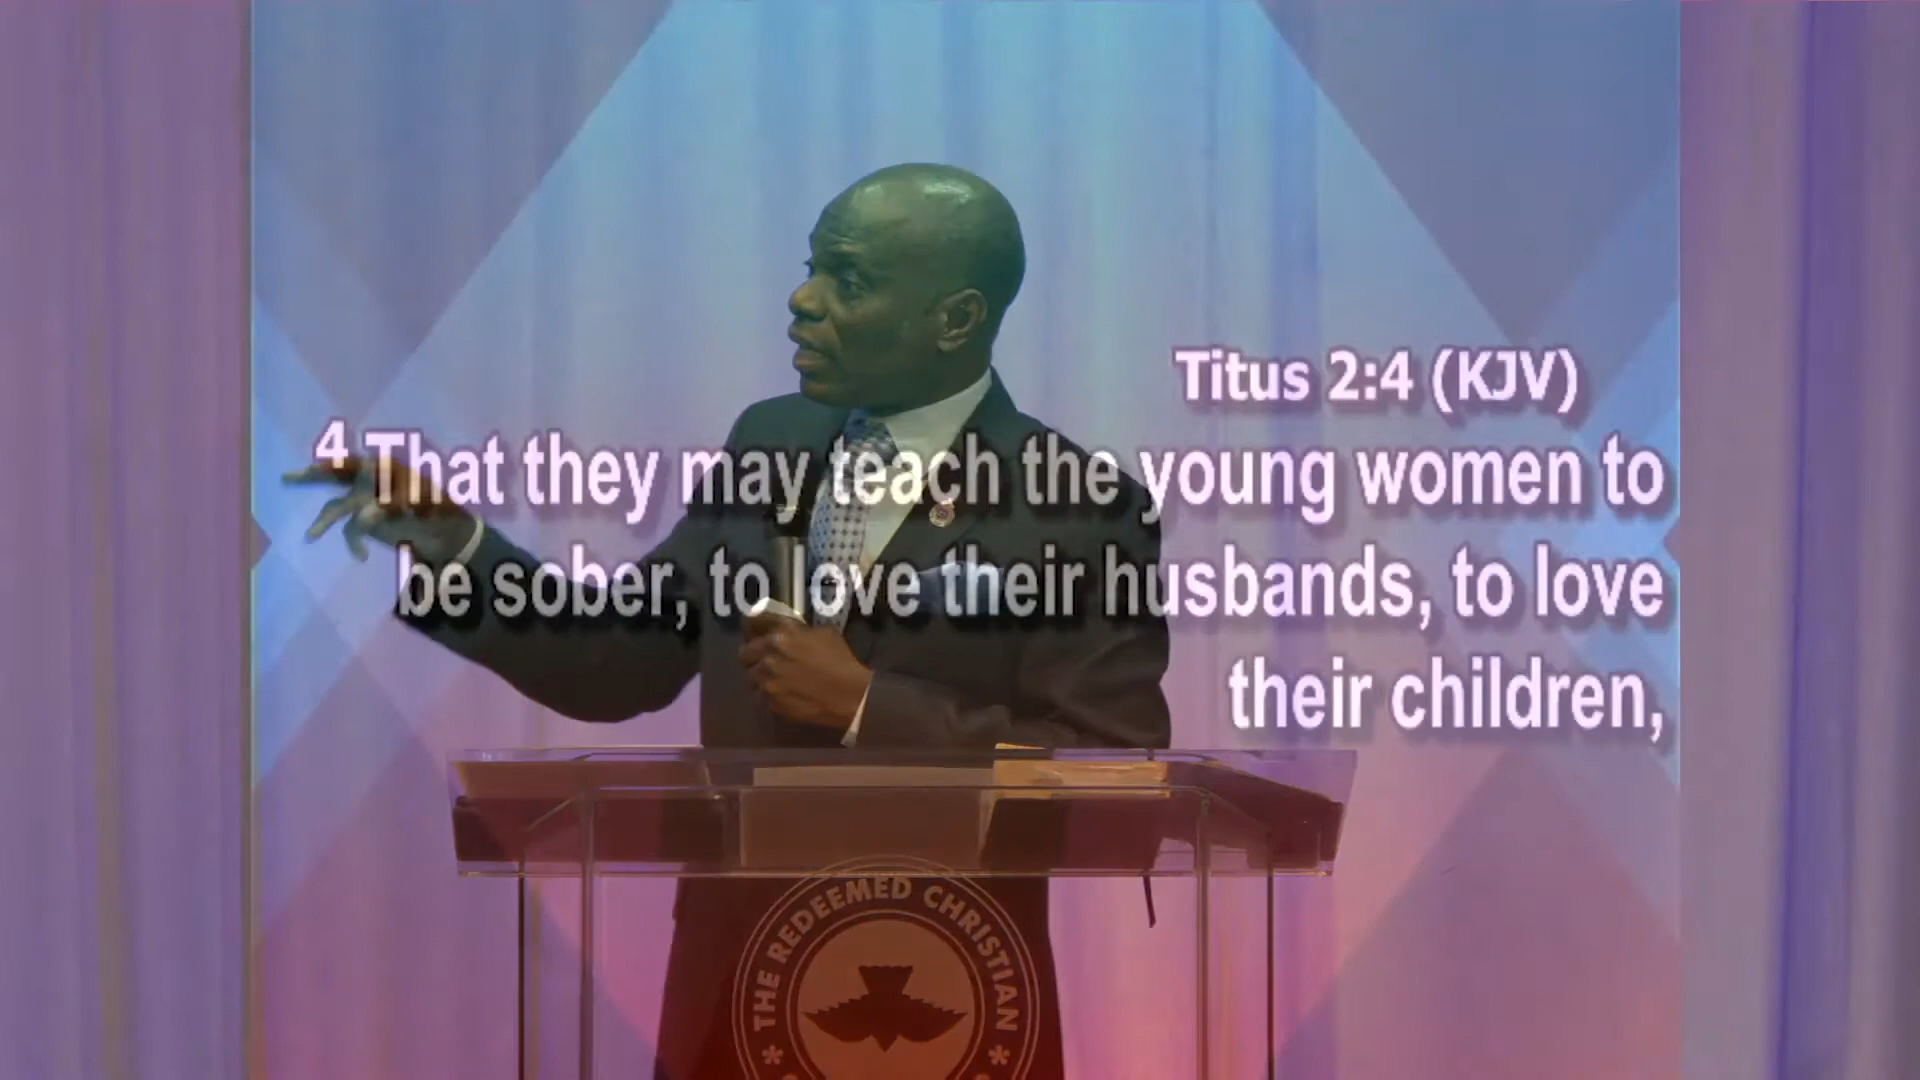 Titus 2:4 (KJV)
4 That they may teach the young women to
be sober, to love their husbands, to love
their children,
THE REDEEMED CHRISTIAN